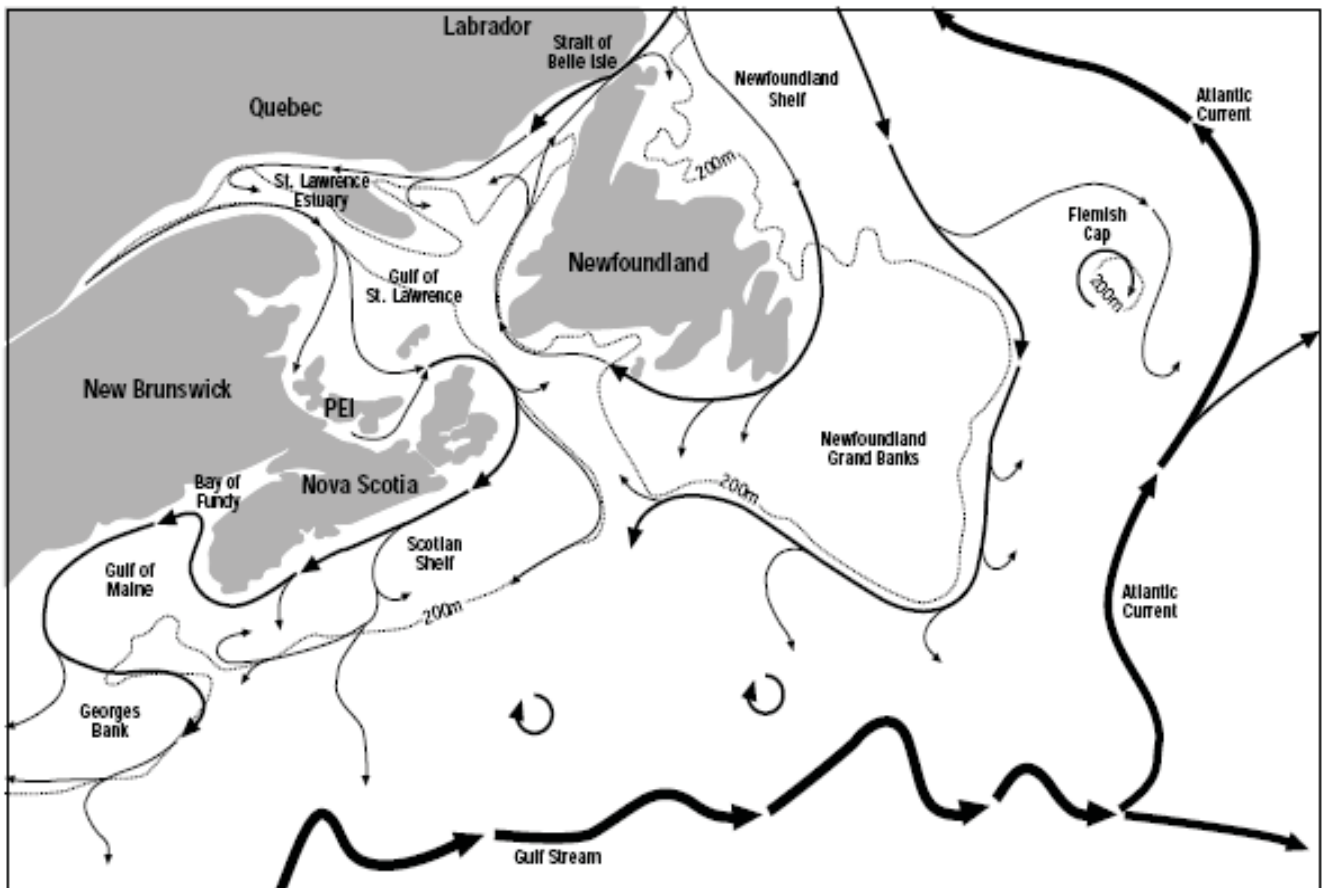 Labrador
Strait of
Belle Isle
Newfoundland
Shelf
Atlantic
Current
Quebec
200m
St. Lawrence
Estuary
Flemish
Cap
200m
Newfoundland
Gulf of
St. Lawrence
New Brunswick
PEI
Newfoundland
Grand Banks
Bay of
Fundy
Nova Scotia
200m
Scotian
Shelf
Gulf of
Maine
200m
Atlantic
Current
Georges
Bank
Gulf Stream